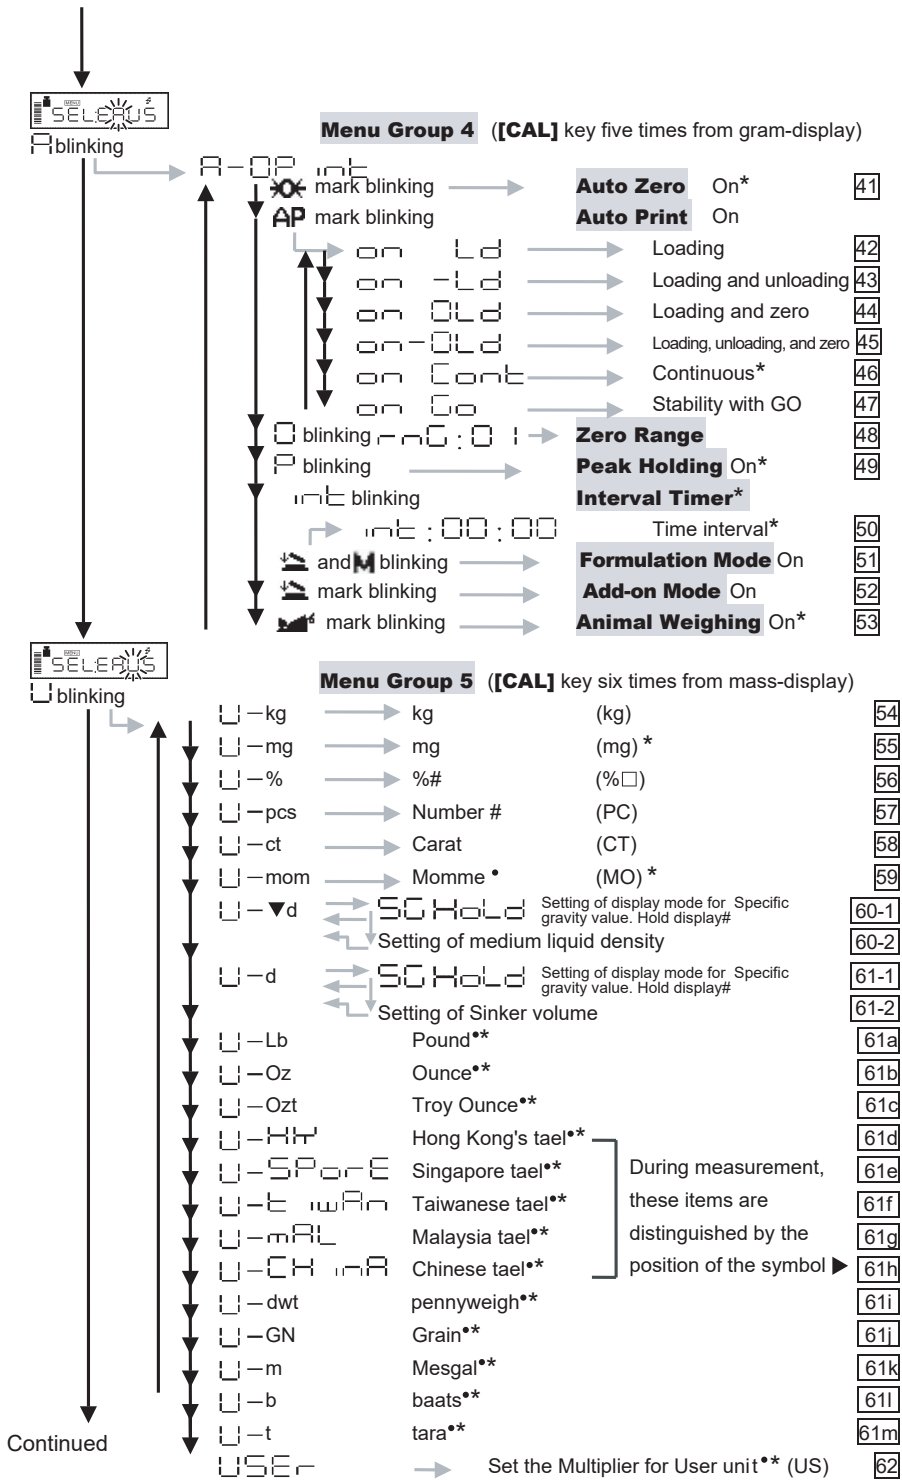 SEL:EAUS
Menu Group 4 ([CAL] key five times from gram-display)
A blinking
A-OP int
mark blinking Auto Zero On* 41
AP mark blinking Auto Print On
on Ld Loading 42
on -Ld Loading and unloading 43
on 0Ld Loading and zero 44
on-0Ld Loading, unloading, and zero 45
on Cont Continuous* 46
on Go Stability with GO 47
0 blinking rnG:01 Zero Range 48
P blinking Peak Holding On* 49
int blinking Interval Timer*
int:00:00 Time interval* 50
and M blinking Formulation Mode On 51
mark blinking Add-on Mode On 52
mark blinking Animal Weighing On* 53
SEL:EAUS
Menu Group 5 ([CAL] key six times from mass-display)
U blinking
U-kg kg (kg) 54
U-mg mg (mg) * 55
U-% %# (%□) 56
U-pcs Number # (PC) 57
U-ct Carat (CT) 58
U-mom Momme • (MO) * 59
U-▼d SG HoLd Setting of display mode for Specific gravity value. Hold display# 60-1
Setting of medium liquid density 60-2
U-d SG HoLd Setting of display mode for Specific gravity value. Hold display# 61-1
Setting of Sinker volume 61-2
U-Lb Pound•* 61a
U-Oz Ounce•* 61b
U-Ozt Troy Ounce•* 61c
U-HK Hong Kong's tael•* 61d
U-SPorE Singapore tael•* During measurement, 61e
U-tiwAn Taiwanese tael•* these items are 61f
U-mAL Malaysia tael•* distinguished by the 61g
U-CHinA Chinese tael•* position of the symbol ▶ 61h
U-dwt pennyweigh•* 61i
U-GN Grain•* 61j
U-m Mesgal•* 61k
U-b baats•* 61l
U-t tara•* 61m
Continued
USEr Set the Multiplier for User unit•* (US) 62